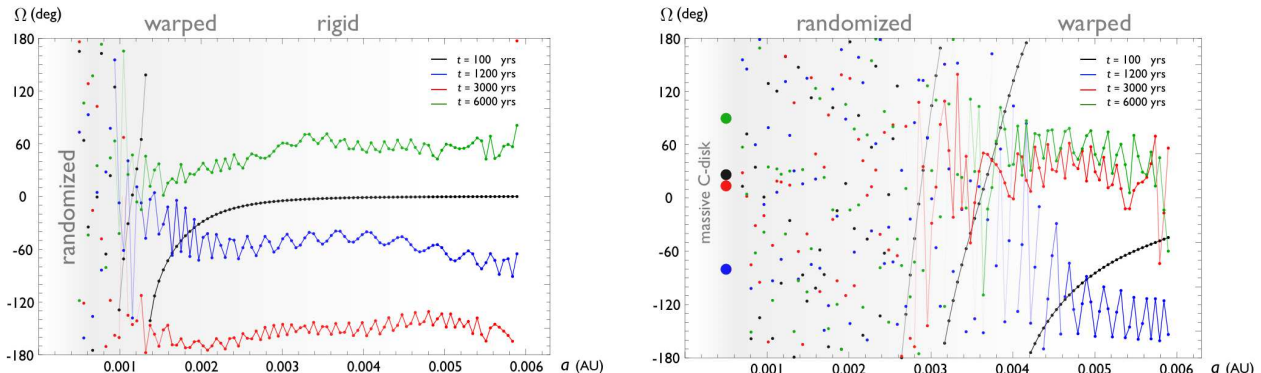 Ω (deg)
warped rigid
180
120
60
0
-60
-120
-180
randomized
t = 100 yrs
t = 1200 yrs
t = 3000 yrs
t = 6000 yrs
0.001 0.002 0.003 0.004 0.005 0.006 a (AU)
Ω (deg)
randomized warped
180
120
60
0
-60
-120
-180
massive C-disk
t = 100 yrs
t = 1200 yrs
t = 3000 yrs
t = 6000 yrs
0.001 0.002 0.003 0.004 0.005 0.006 a (AU)